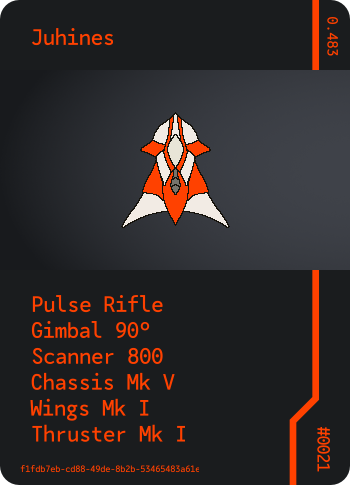 Juhines
0.483
Pulse Rifle
Gimbal 90º
Scanner 800
Chassis Mk V
Wings Mk I
Thruster Mk I
#0021
f1fdb7eb-cd88-49de-8b2b-53465483a61e